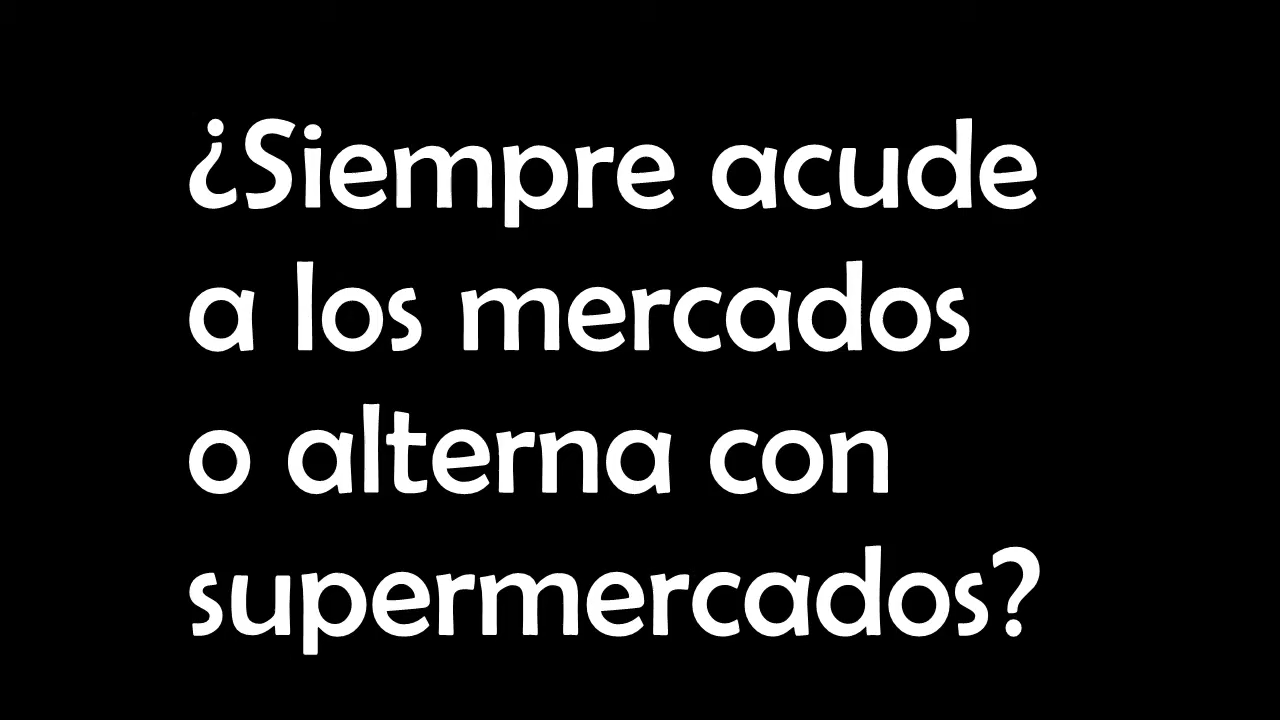 ¿Siempre acude
a los mercados
o alterna con
supermercados?